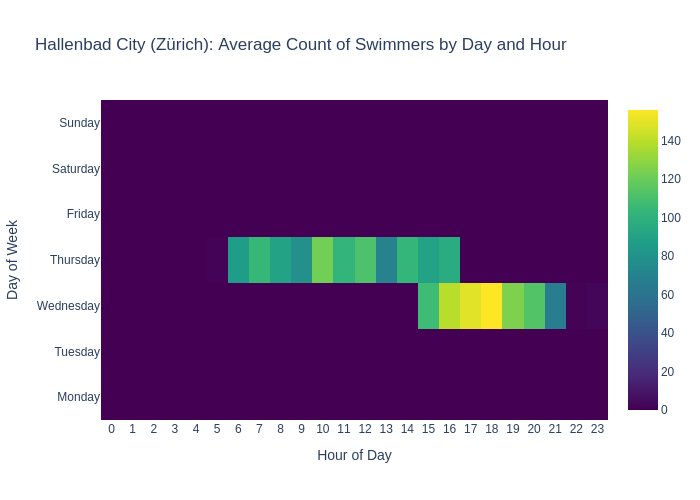 Hallenbad City (Zürich): Average Count of Swimmers by Day and Hour
Sunday
Saturday
Friday
Thursday
Wednesday
Tuesday
Monday
Day of Week
0 1 2 3 4 5 6 7 8 9 10 11 12 13 14 15 16 17 18 19 20 21 22 23
Hour of Day
140
120
100
80
60
40
20
0